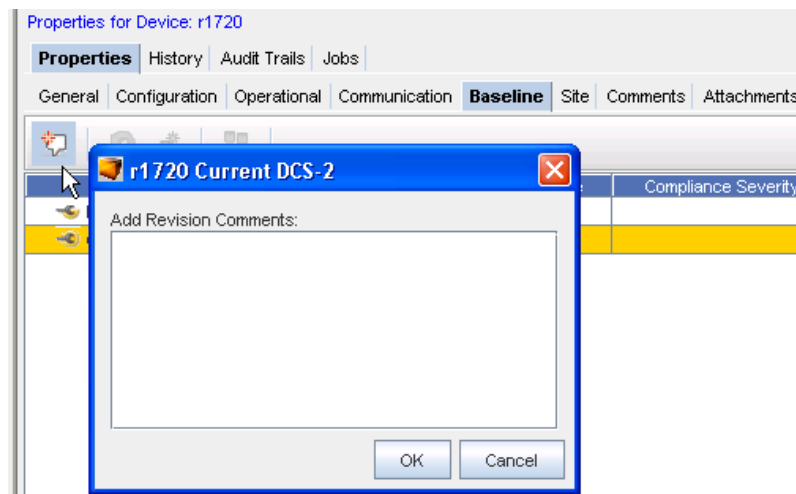 Properties for Device: r1720
Properties History Audit Trails Jobs
General Configuration Operational Communication Baseline Site Comments Attachments
r1720 Current DCS-2
Compliance Severity
Add Revision Comments:
OK Cancel